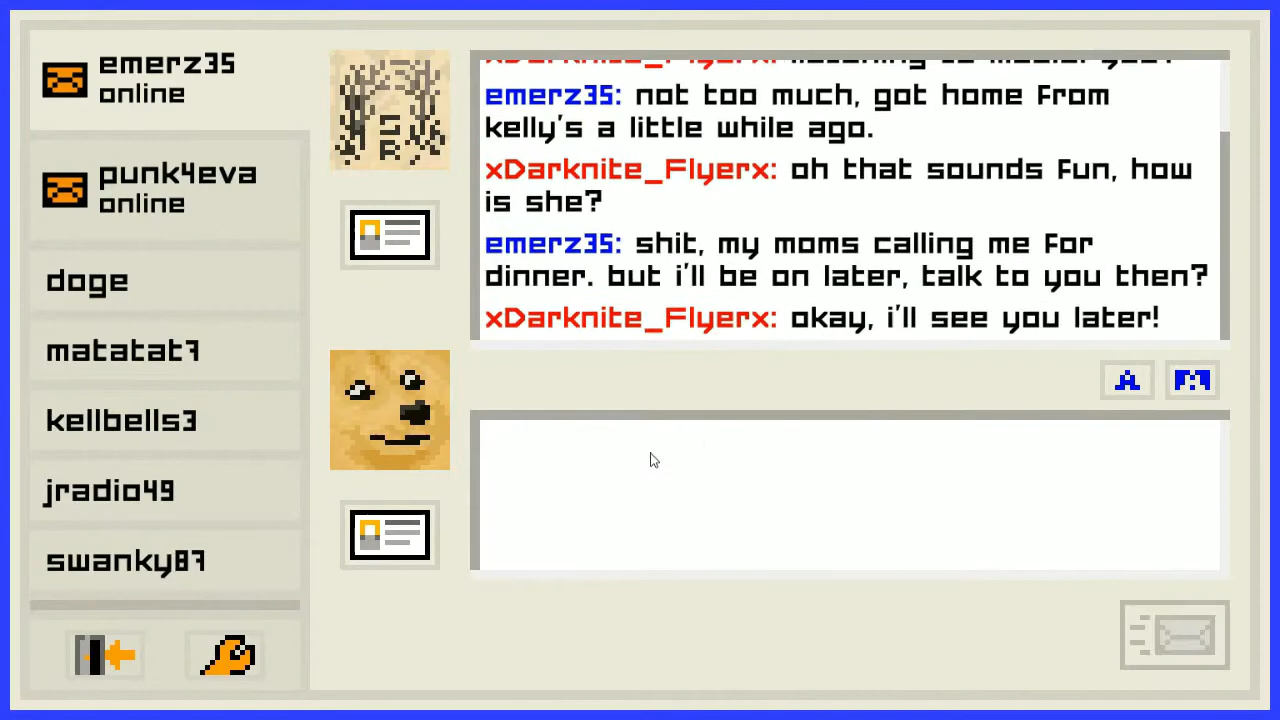 emerz35
online
punk4eva
online
doge
matatat7
kellbells3
jradio49
swanky87
emerz35: not too much, got home from
kelly's a little while ago.
xDarknite_Flyerx: oh that sounds fun, how
is she?
emerz35: shit, my moms calling me for
dinner. but i'll be on later, talk to you then?
xDarknite_Flyerx: okay, i'll see you later!
A